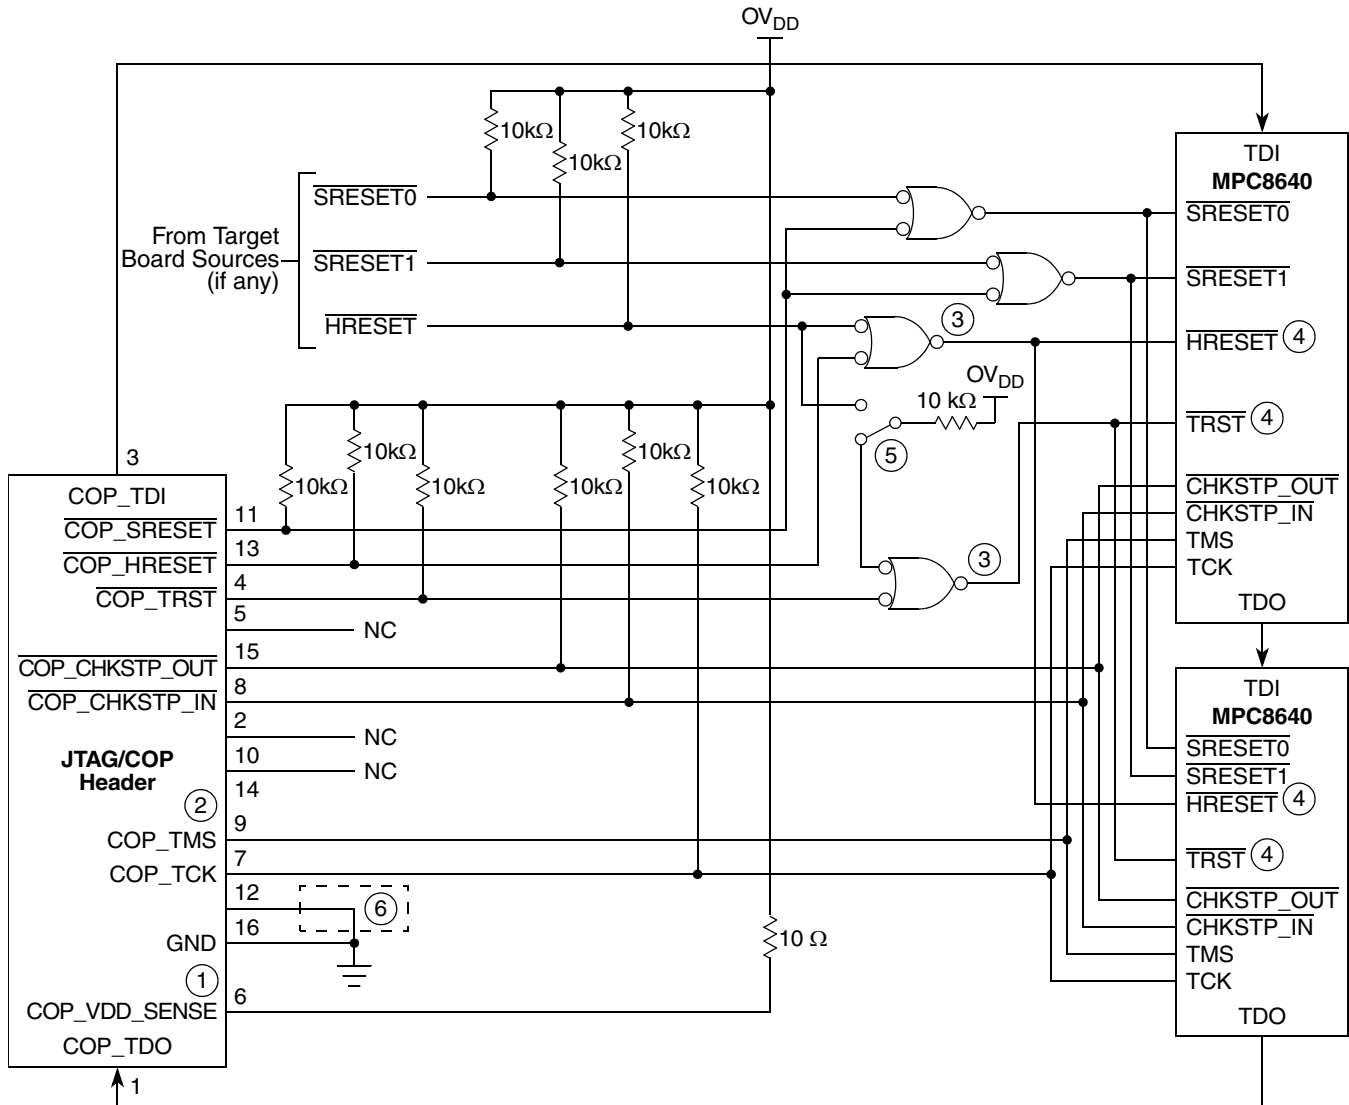 OVDD
10kΩ
10kΩ
10kΩ
TDI
MPC8640
SRESET0
SRESET0
From Target
Board Sources
(if any)
SRESET1
SRESET1
HRESET
3
HRESET 4
OVDD
10 kΩ
TRST 4
5
3
10kΩ
10kΩ
10kΩ
10kΩ
10kΩ
10kΩ
COP_TDI
CHKSTP_OUT
CHKSTP_IN
TMS
TCK
TDO
COP_SRESET 11
COP_HRESET 13
COP_TRST 4
3
5 NC
COP_CHKSTP_OUT 15
COP_CHKSTP_IN 8
2 NC
JTAG/COP
Header
10 NC
14
2
COP_TMS 9
COP_TCK 7
12
6
GND 16
1
10 Ω
COP_VDD_SENSE 6
COP_TDO
1
TDI
MPC8640
SRESET0
SRESET1
HRESET 4
TRST 4
CHKSTP_OUT
CHKSTP_IN
TMS
TCK
TDO